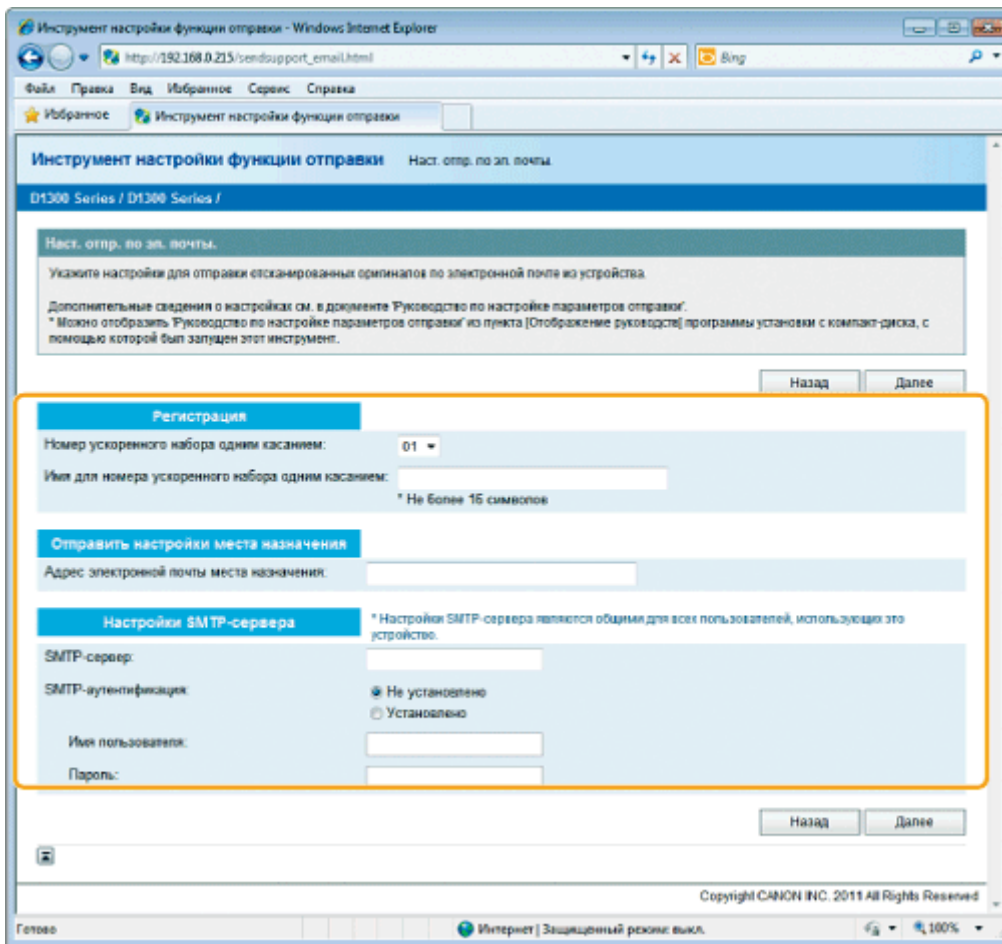 Инструмент настройки функции отправки - Windows Internet Explorer
http://192.168.0.215/sendsupport_email.html
Bing
Файл Правка Вид Избранное Сервис Справка
Избранное Инструмент настройки функции отправки
Инструмент настройки функции отправки Наст. отпр. по эл. почты.
D1300 Series / D1300 Series /
Наст. отпр. по эл. почты.
Укажите настройки для отправки отсканированных оригиналов по электронной почте из устройства.
Дополнительные сведения о настройках см. в документе 'Руководство по настройке параметров отправки'.
* Можно отобразить 'Руководство по настройке параметров отправки' из пункта [Отображение руководств] программы установки с компакт-диска, с
помощью которой был запущен этот инструмент.
Назад Далее
Регистрация
Номер ускоренного набора одним касанием: 01
Имя для номера ускоренного набора одним касанием:
* Не более 16 символов
Отправить настройки места назначения
Адрес электронной почты места назначения:
Настройки SMTP-сервера * Настройки SMTP-сервера являются общими для всех пользователей, использующих это
устройство.
SMTP-сервер:
SMTP-аутентификация: Не установлено
Установлено
Имя пользователя:
Пароль:
Назад Далее
Copyright CANON INC. 2011 All Rights Reserved
Готово Интернет | Защищенный режим: выкл. 100%